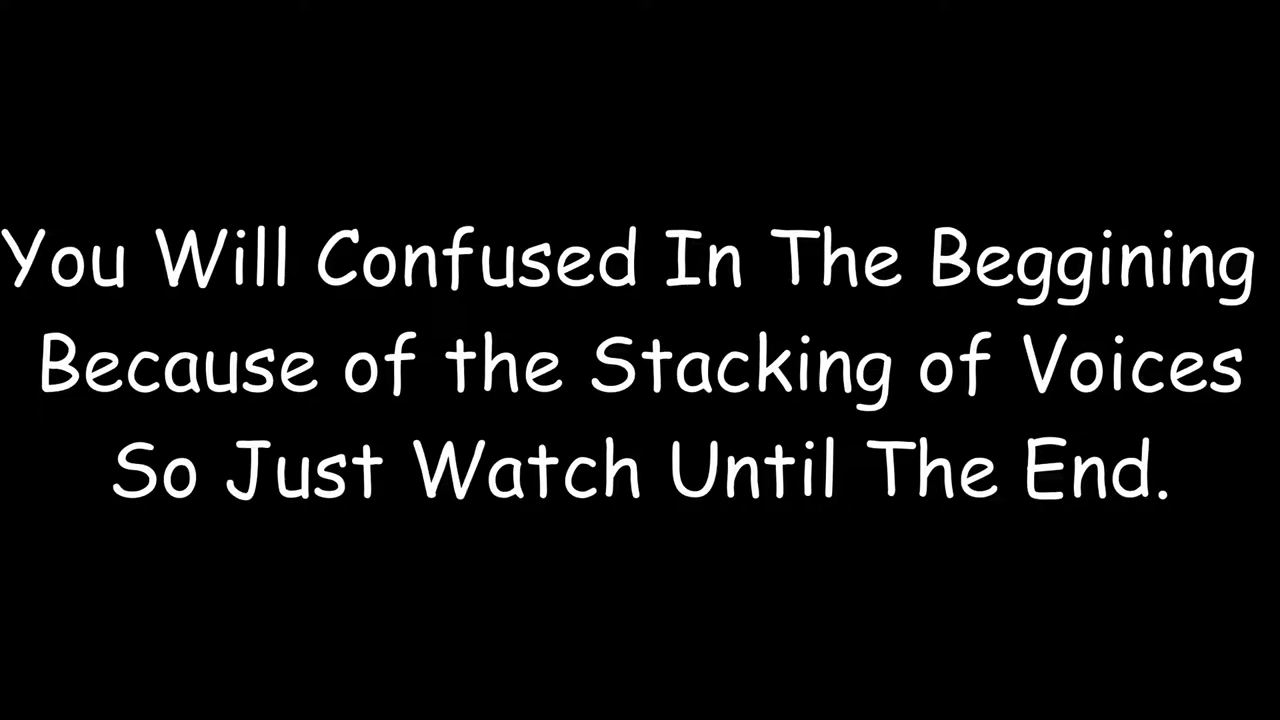 You Will Confused In The Beggining
Because of the Stacking of Voices
So Just Watch Until The End.